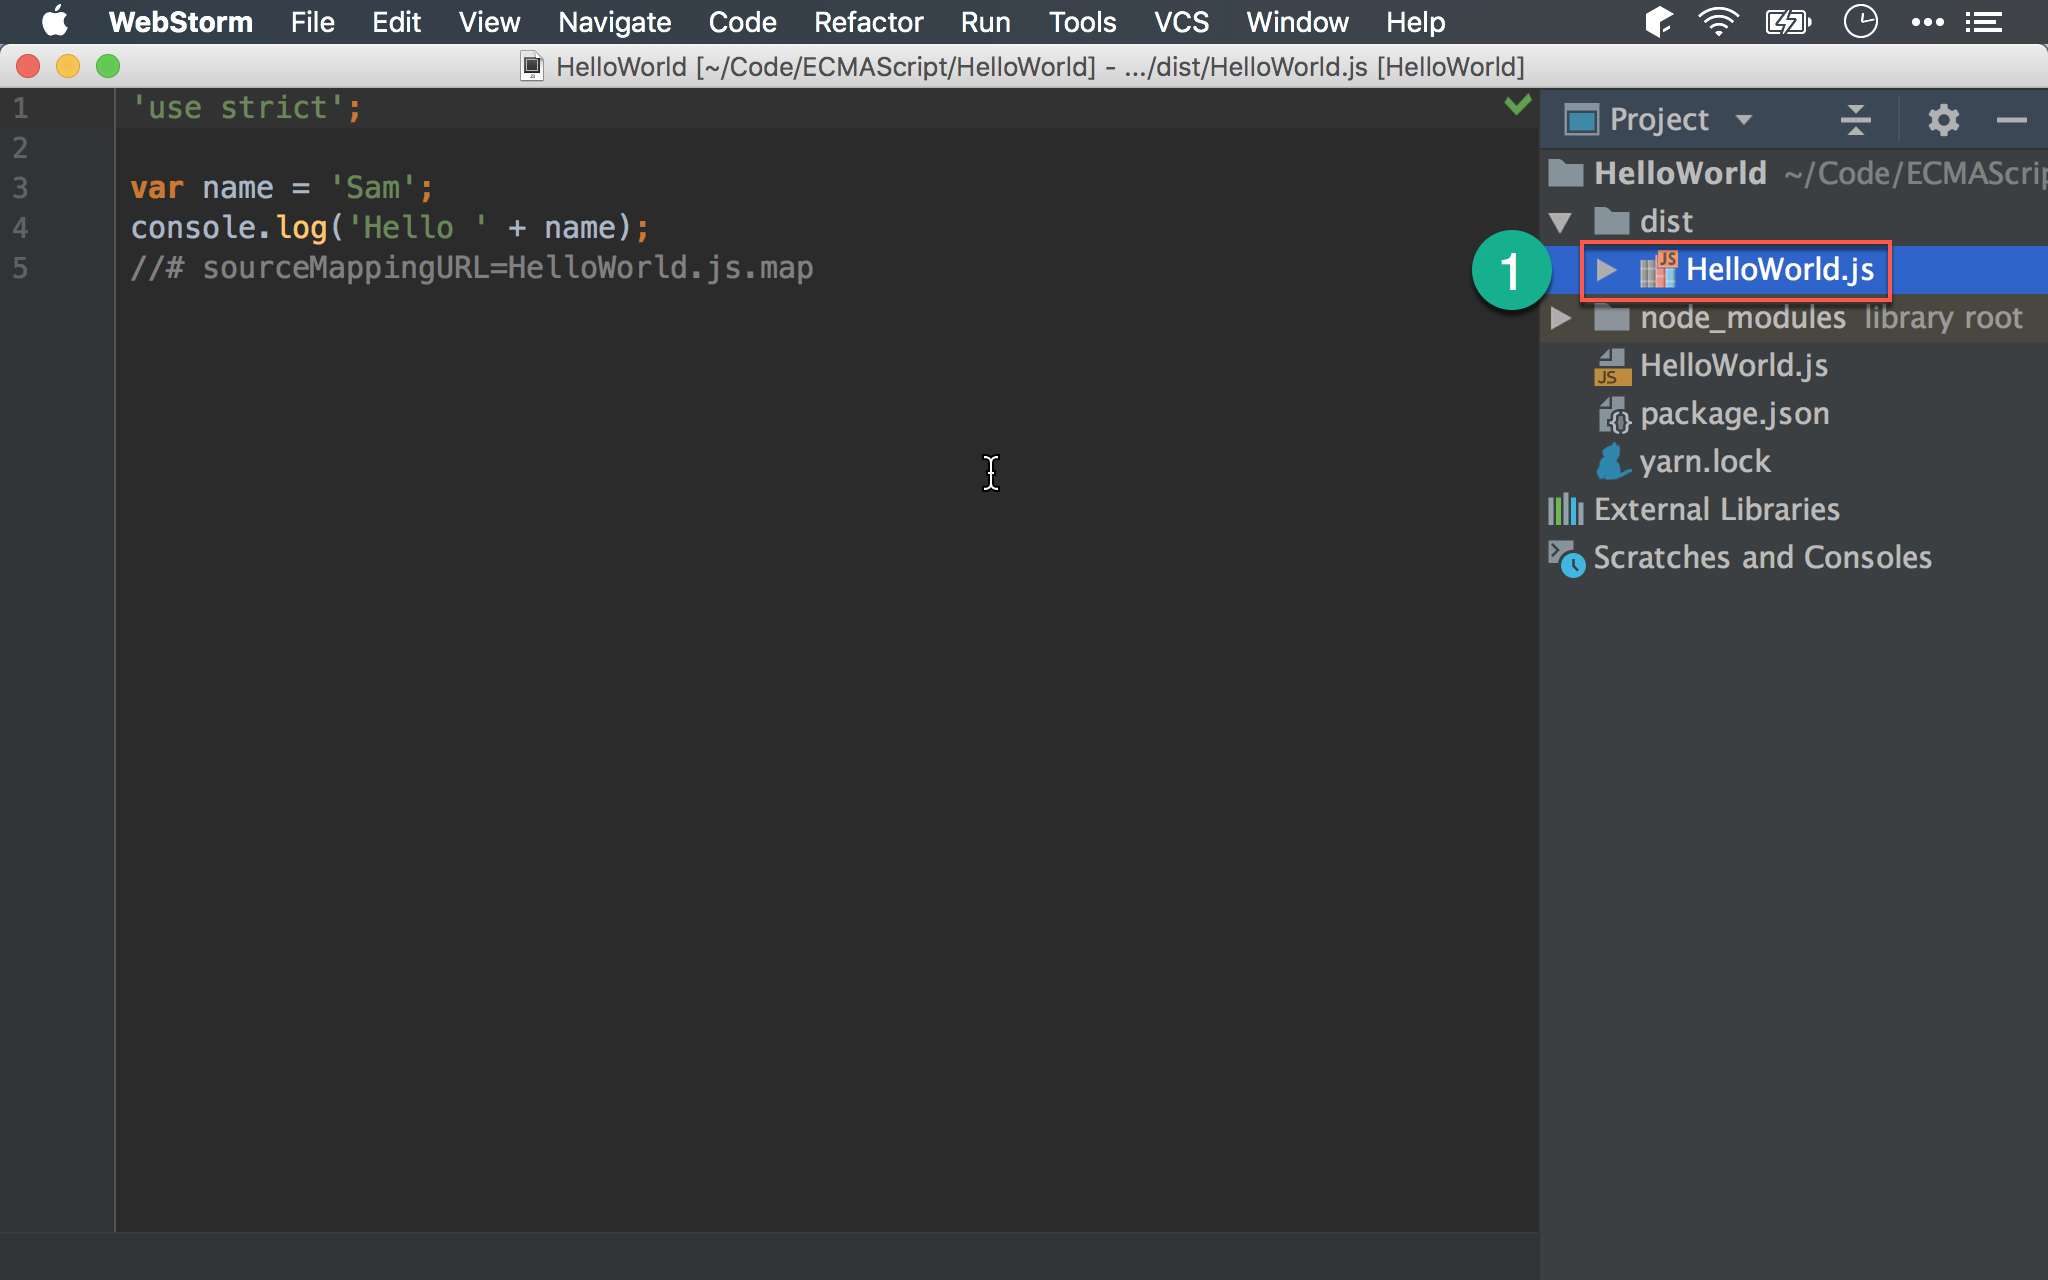 WebStorm File Edit View Navigate Code Refactor Run Tools VCS Window Help
HelloWorld [~/Code/ECMAScript/HelloWorld] - .../dist/HelloWorld.js [HelloWorld]
1 'use strict';
2
3 var name = 'Sam';
4 console.log('Hello ' + name);
5 //# sourceMappingURL=HelloWorld.js.map
Project
HelloWorld ~/Code/ECMAScrip
dist
1
JS HelloWorld.js
node_modules library root
JS HelloWorld.js
{} package.json
yarn.lock
External Libraries
Scratches and Consoles